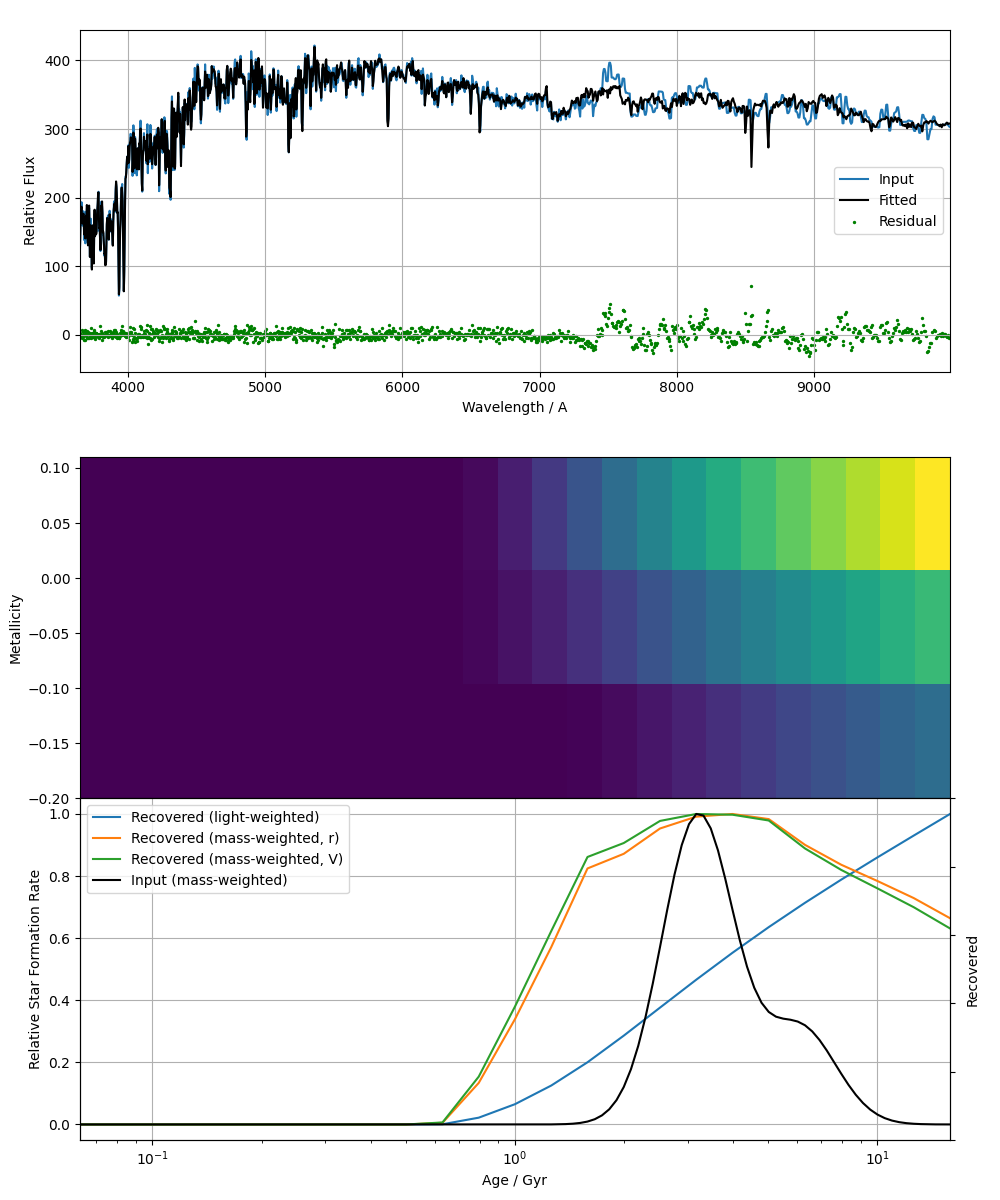 400
300
200
100
0
Relative Flux
Input
Fitted
Residual
4000 5000 6000 7000 8000 9000
Wavelength / A
0.10
0.05
0.00
−0.05
−0.10
−0.15
−0.20
Metallicity
1.0
0.8
0.6
0.4
0.2
0.0
Relative Star Formation Rate
Recovered (light-weighted)
Recovered (mass-weighted, r)
Recovered (mass-weighted, V)
Input (mass-weighted)
Recovered
10⁻¹ 10⁰ 10¹
Age / Gyr